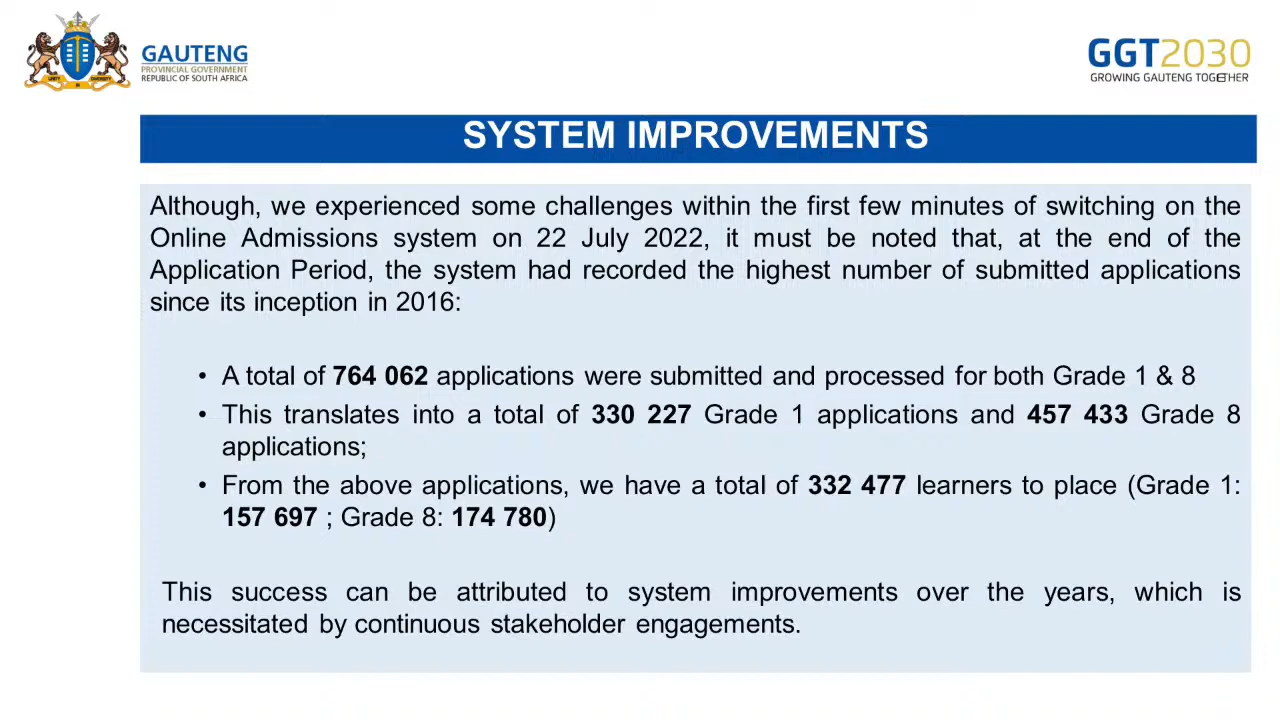 GAUTENG
PROVINCIAL GOVERNMENT
REPUBLIC OF SOUTH AFRICA
UNITY IN DIVERSITY
GGT2030
GROWING GAUTENG TOGETHER
SYSTEM IMPROVEMENTS
Although, we experienced some challenges within the first few minutes of switching on the
Online Admissions system on 22 July 2022, it must be noted that, at the end of the
Application Period, the system had recorded the highest number of submitted applications
since its inception in 2016:
• A total of 764 062 applications were submitted and processed for both Grade 1 & 8
• This translates into a total of 330 227 Grade 1 applications and 457 433 Grade 8
applications;
• From the above applications, we have a total of 332 477 learners to place (Grade 1:
157 697 ; Grade 8: 174 780)
This success can be attributed to system improvements over the years, which is
necessitated by continuous stakeholder engagements.